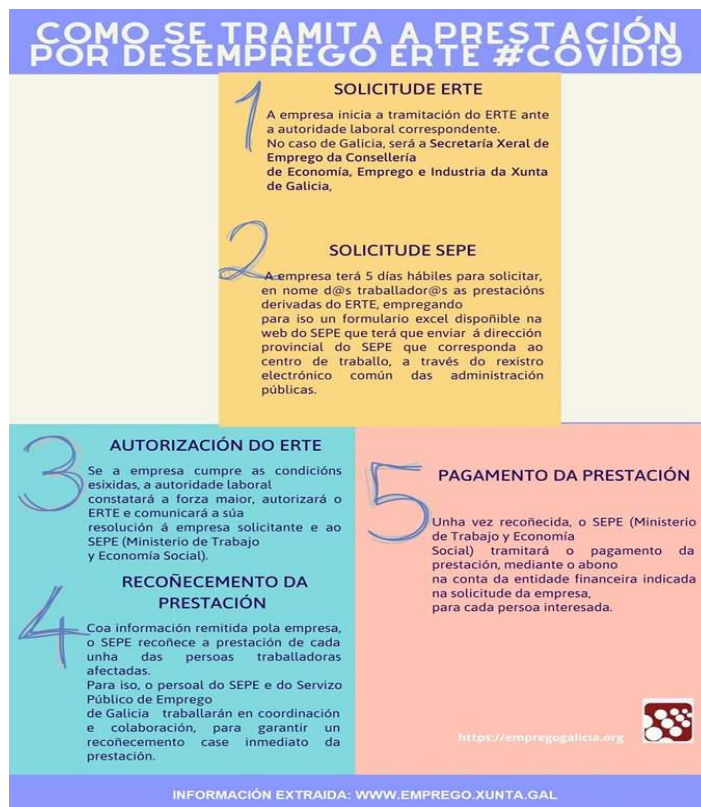 COMO SE TRAMITA A PRESTACIÓN
POR DESEMPREGO ERTE #COVID19
1
SOLICITUDE ERTE
A empresa inicia a tramitación do ERTE ante
a autoridade laboral correspondente.
No caso de Galicia, será a Secretaría Xeral de
Emprego da Consellería
de Economía, Emprego e Industria da Xunta
de Galicia,
2
SOLICITUDE SEPE
A empresa terá 5 días hábiles para solicitar,
en nome d@s traballador@s as prestacións
derivadas do ERTE, empregando
para iso un formulario excel dispoñible na
web do SEPE que terá que enviar á dirección
provincial do SEPE que corresponda ao
centro de traballo, a través do rexistro
electrónico común das administración
públicas.
3
AUTORIZACIÓN DO ERTE
Se a empresa cumpre as condicións
esixidas, a autoridade laboral
constatará a forza maior, autorizará o
ERTE e comunicará a súa
resolución á empresa solicitante e ao
SEPE (Ministerio de Trabajo
y Economía Social).
4
RECOÑECEMENTO DA
PRESTACIÓN
Coa información remitida pola empresa,
o SEPE recoñece a prestación de cada
unha das persoas traballadoras
afectadas.
Para iso, o persoal do SEPE e do Servizo
Público de Emprego
de Galicia traballarán en coordinación
e colaboración, para garantir un
recoñecemento case inmediato da
prestación.
5
PAGAMENTO DA PRESTACIÓN
Unha vez recoñecida, o SEPE (Ministerio
de Trabajo y Economía
Social) tramitará o pagamento da
prestación, mediante o abono
na conta da entidade financeira indicada
na solicitude da empresa,
para cada persoa interesada.
https://empregogalicia.org
INFORMACIÓN EXTRAIDA: WWW.EMPREGO.XUNTA.GAL